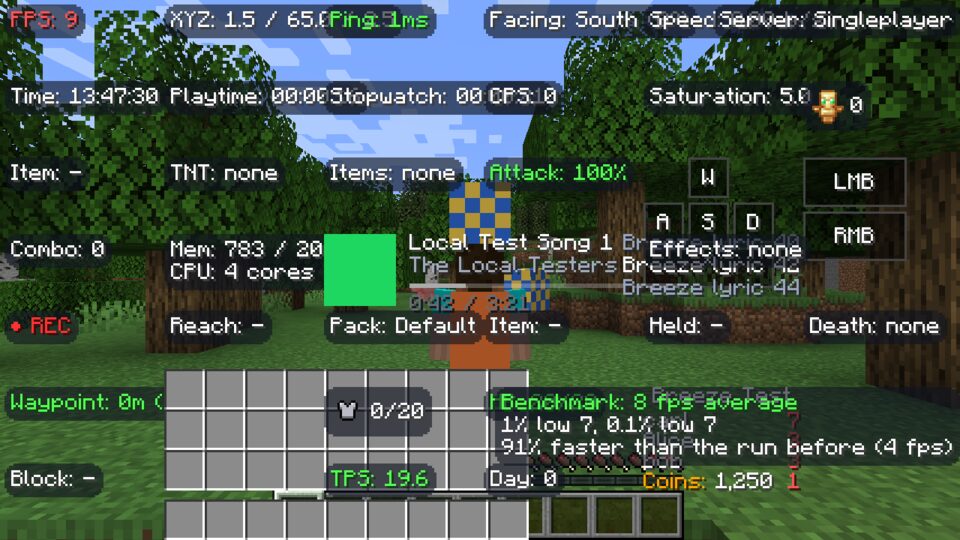 FPS: 9
XYZ: 1.5 / 65.0
Ping: 1ms
Facing: South
Speed
Server: Singleplayer
Time: 13:47:30
Playtime: 00:00
Stopwatch: 00
CPS: 0
Saturation: 5.0
0
Item: -
TNT: none
Items: none
Attack: 100%
W
LMB
A S D
RMB
Combo: 0
Mem: 783 / 20
CPU: 4 cores
Local Test Song 1
The Local Testers
0:42 / 3:21
Effects: none
Breeze lyric 44
• REC
Reach: -
Pack: Default
Item: -
Held: -
Death: none
Waypoint: 0m (
0/20
Breeze Test
Benchmark: 8 fps average
1% low 7, 0.1% low 7
91% faster than the run before (4 fps)
Block: -
TPS: 19.6
Day: 0
Coins: 1,250
1